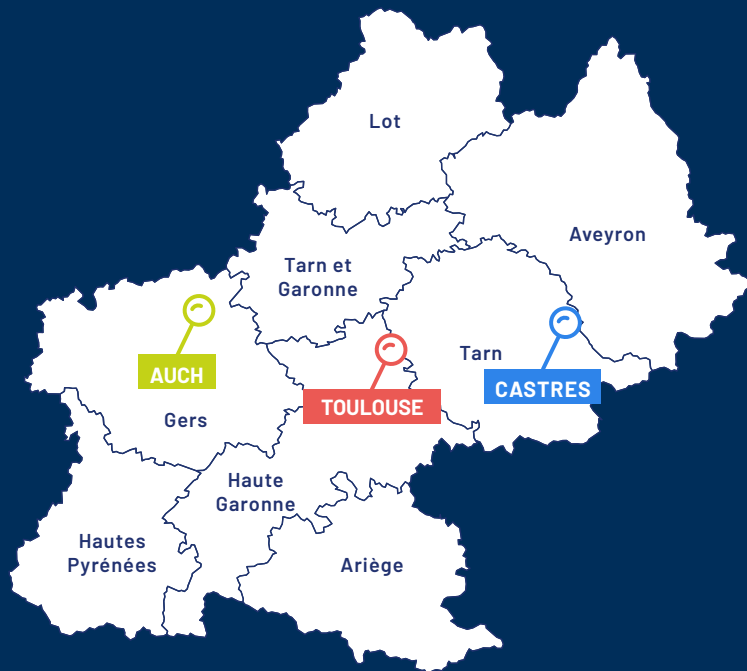 Lot
Aveyron
Tarn et
Garonne
Tarn
AUCH
CASTRES
TOULOUSE
Gers
Haute
Garonne
Hautes
Pyrénées
Ariège